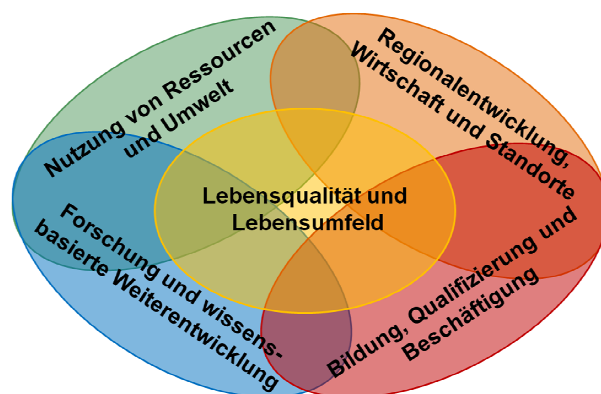 Nutzung von Ressourcen
und Umwelt
Regionalentwicklung,
Wirtschaft und Standorte
Lebensqualität und
Lebensumfeld
Forschung und wissens-
basierte Weiterentwicklung
Bildung, Qualifizierung und
Beschäftigung